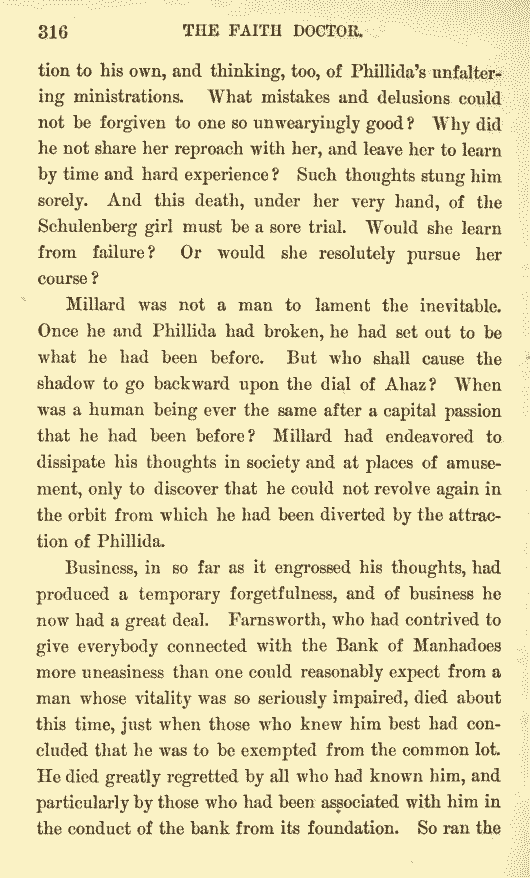 316 THE FAITH DOCTOR.
tion to his own, and thinking, too, of Phillida's unfalter-
ing ministrations. What mistakes and delusions could
not be forgiven to one so unwearyingly good? Why did
he not share her reproach with her, and leave her to learn
by time and hard experience? Such thoughts stung him
sorely. And this death, under her very hand, of the
Schulenberg girl must be a sore trial. Would she learn
from failure? Or would she resolutely pursue her
course?
Millard was not a man to lament the inevitable.
Once he and Phillida had broken, he had set out to be
what he had been before. But who shall cause the
shadow to go backward upon the dial of Ahaz? When
was a human being ever the same after a capital passion
that he had been before? Millard had endeavored to
dissipate his thoughts in society and at places of amuse-
ment, only to discover that he could not revolve again in
the orbit from which he had been diverted by the attrac-
tion of Phillida.
Business, in so far as it engrossed his thoughts, had
produced a temporary forgetfulness, and of business he
now had a great deal. Farnsworth, who had contrived to
give everybody connected with the Bank of Manhadoes
more uneasiness than one could reasonably expect from a
man whose vitality was so seriously impaired, died about
this time, just when those who knew him best had con-
cluded that he was to be exempted from the common lot.
He died greatly regretted by all who had known him, and
particularly by those who had been associated with him in
the conduct of the bank from its foundation. So ran the